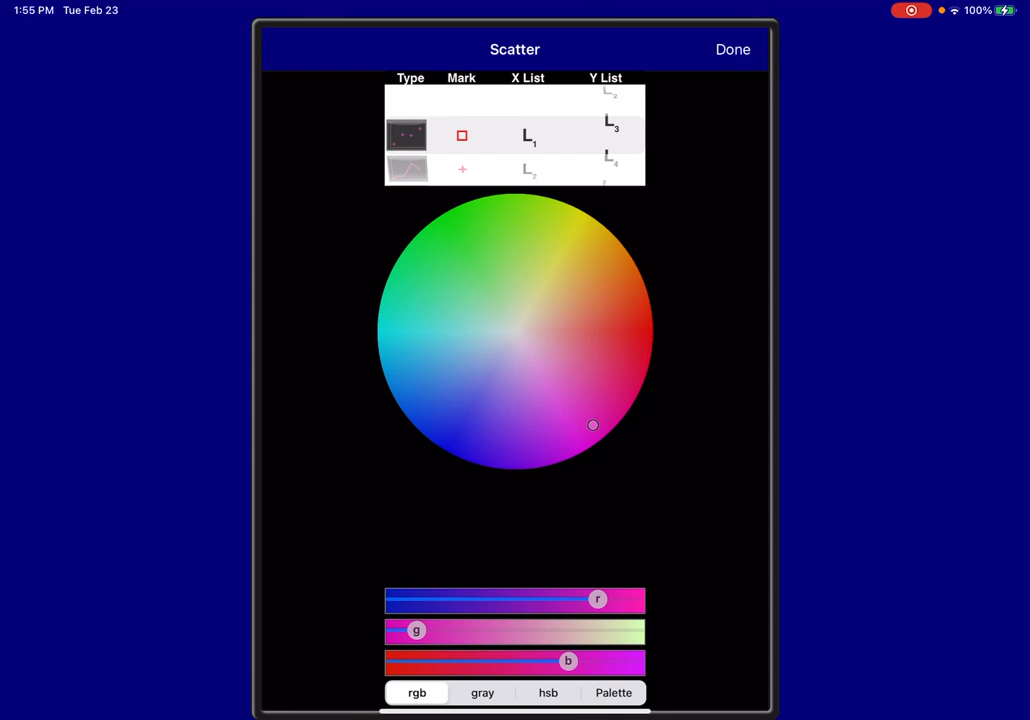 1:55 PM Tue Feb 23 100%
Scatter Done
Type Mark X List Y List
L2
L3
L1
L4
L2
r
g
b
rgb gray hsb Palette